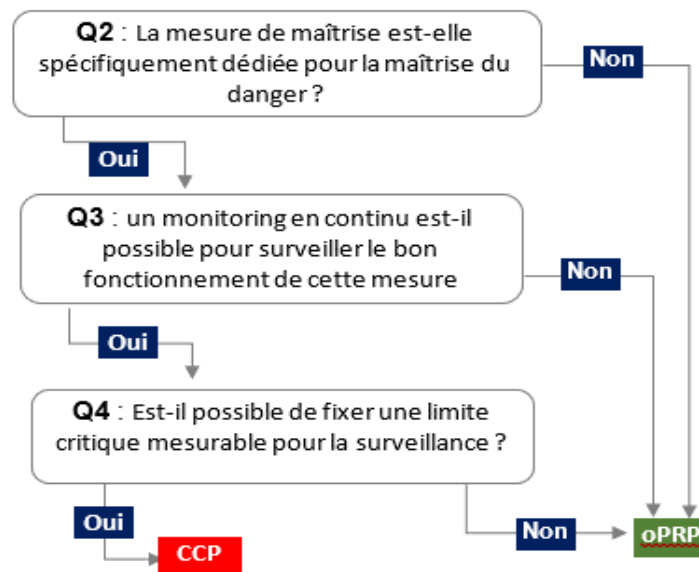 Q2 : La mesure de maîtrise est-elle
spécifiquement dédiée pour la maîtrise du
danger ?
Non
Oui
Q3 : un monitoring en continu est-il
possible pour surveiller le bon
fonctionnement de cette mesure
Non
Oui
Q4 : Est-il possible de fixer une limite
critique mesurable pour la surveillance ?
Oui
Non
oPRP
CCP